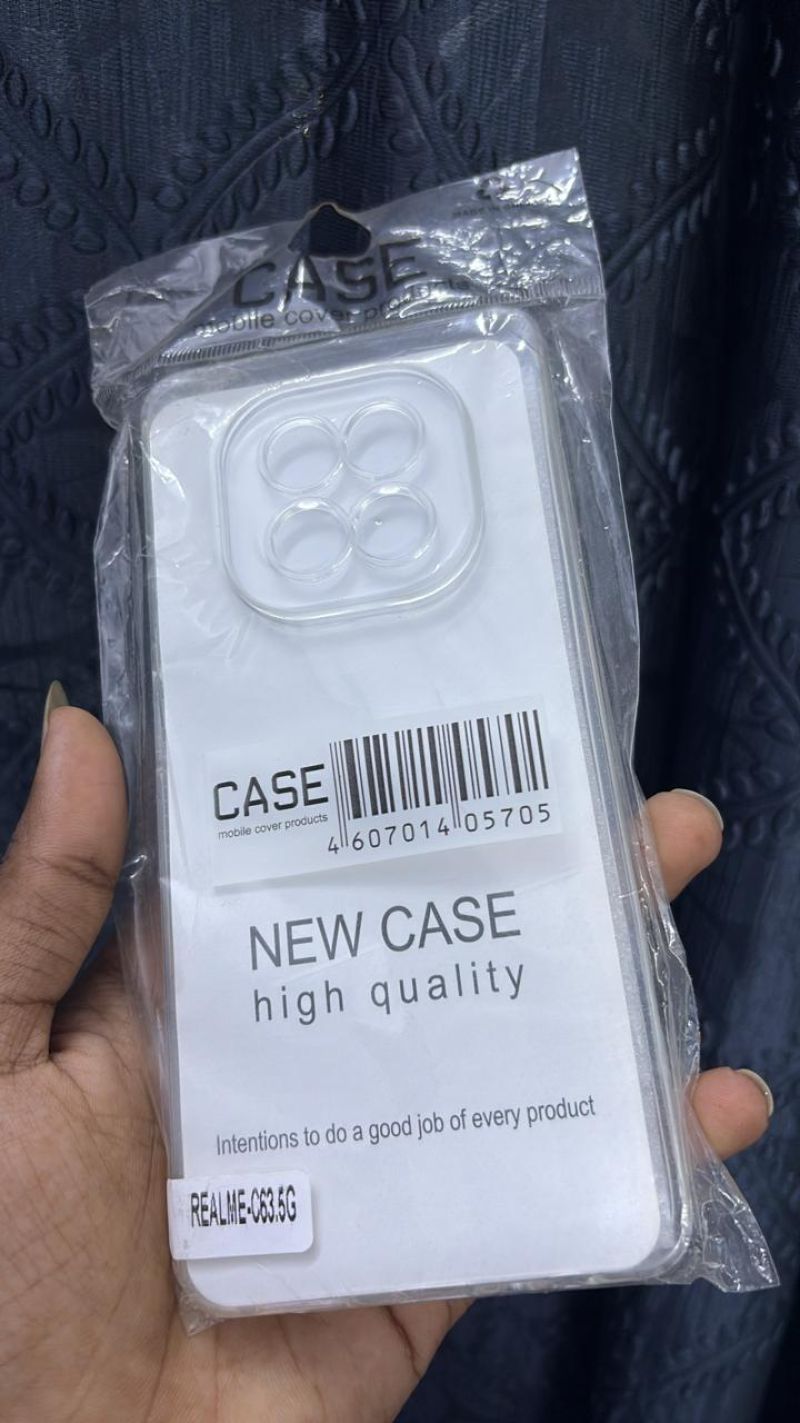 CASE
mobile cover products
CASE
mobile cover products
4 607014 05705
NEW CASE
high quality
Intentions to do a good job of every product
REALME-C63.5G